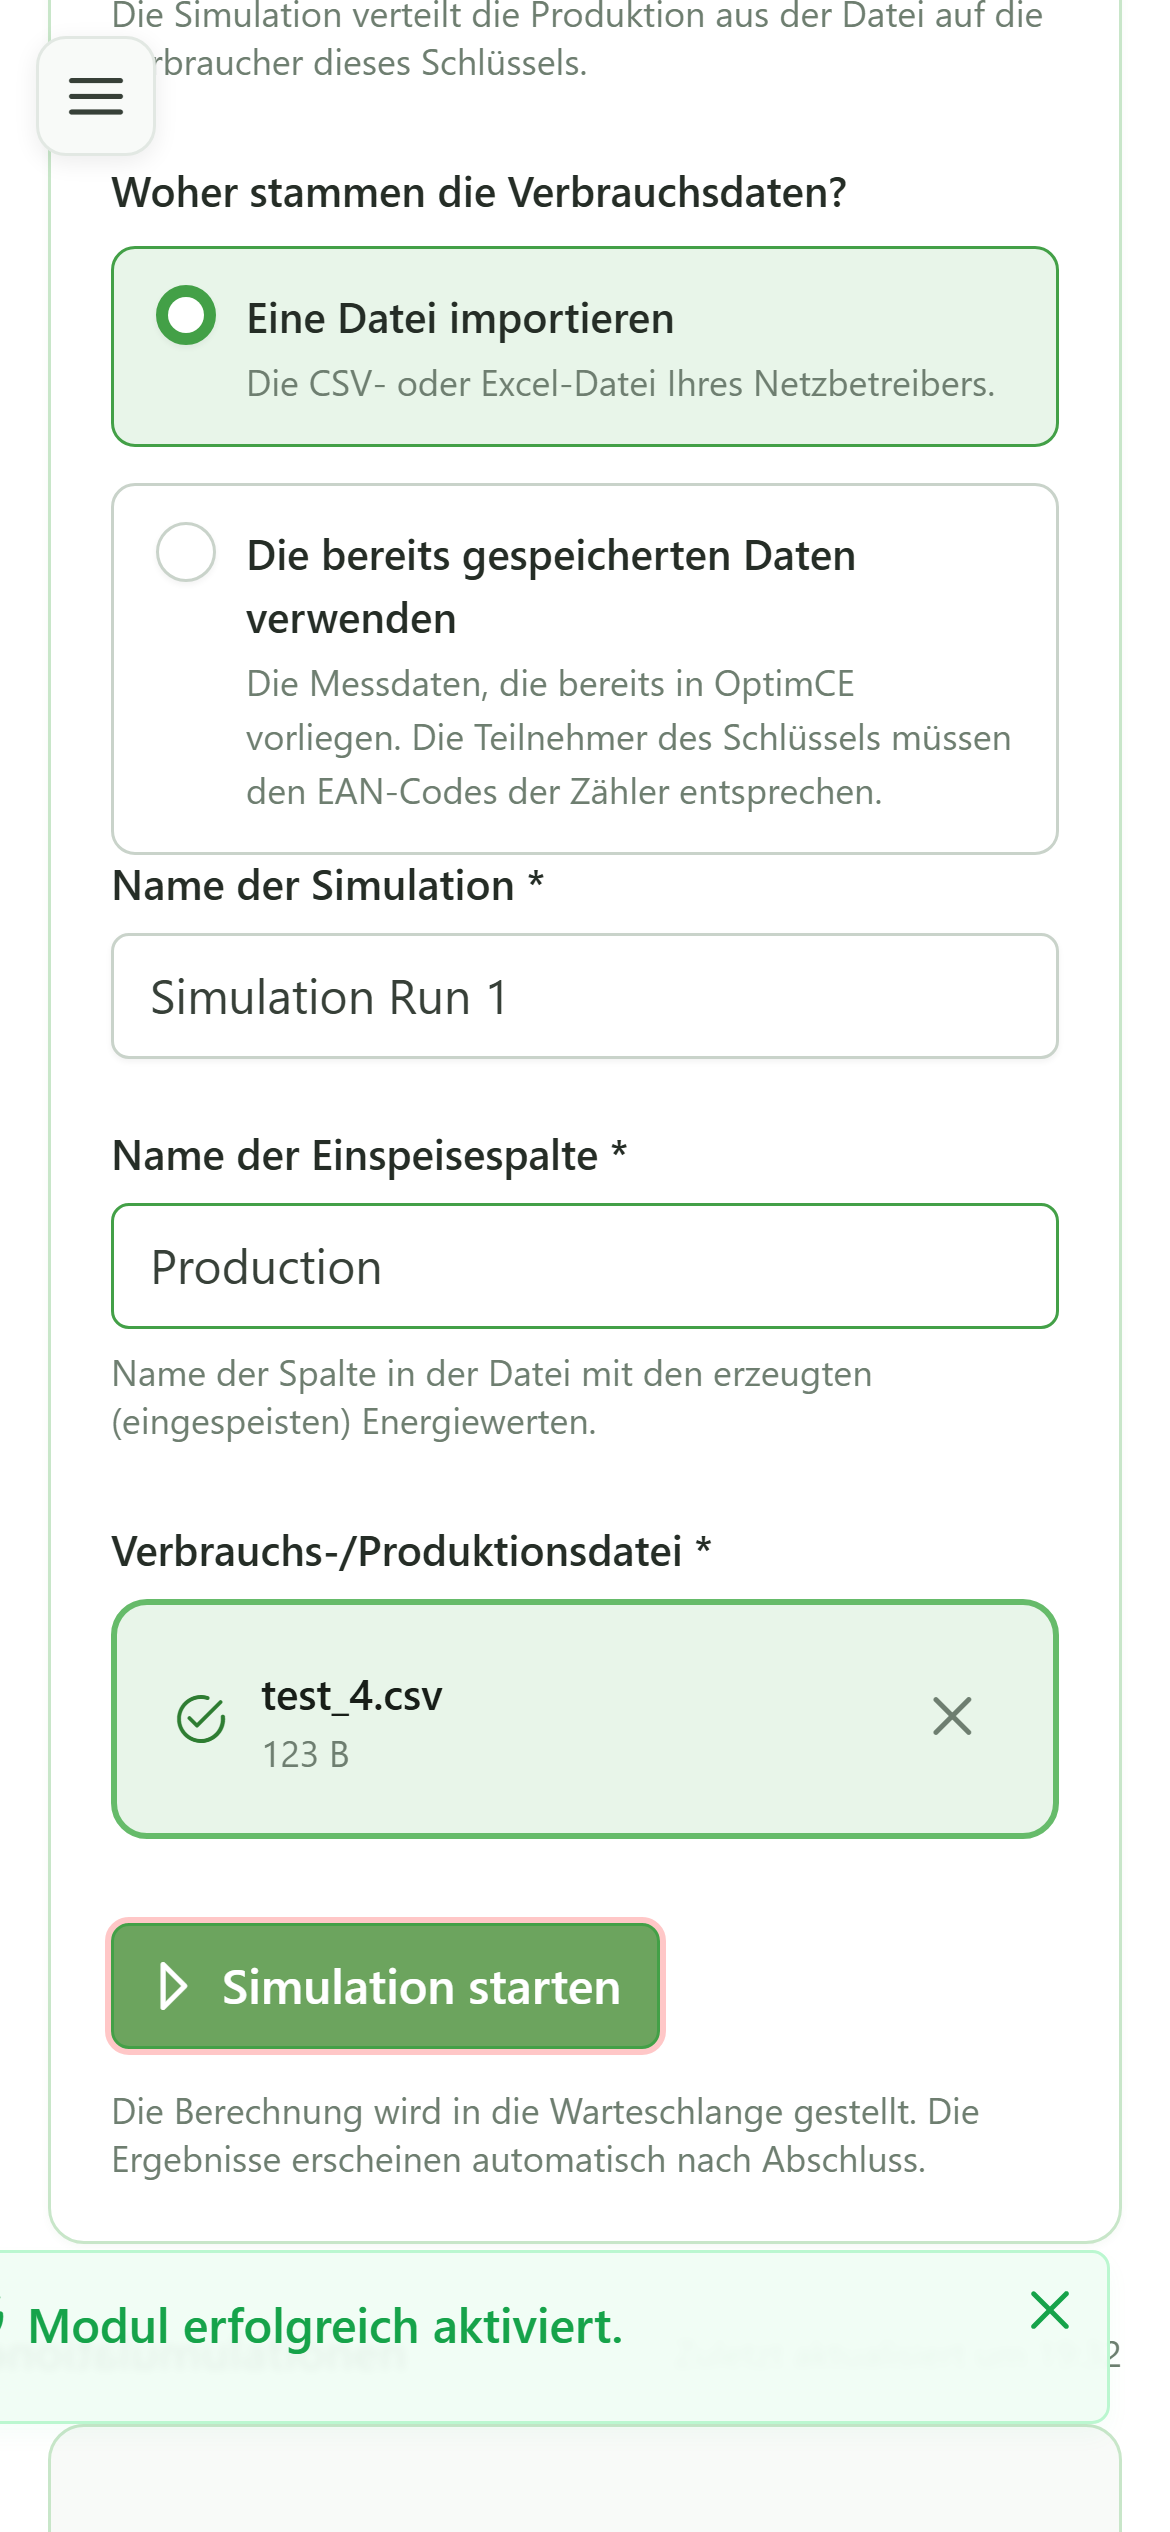 Die Simulation verteilt die Produktion aus der Datei auf die
rbraucher dieses Schlüssels.
Woher stammen die Verbrauchsdaten?
Eine Datei importieren
Die CSV- oder Excel-Datei Ihres Netzbetreibers.
Die bereits gespeicherten Daten
verwenden
Die Messdaten, die bereits in OptimCE
vorliegen. Die Teilnehmer des Schlüssels müssen
den EAN-Codes der Zähler entsprechen.
Name der Simulation *
Simulation Run 1
Name der Einspeisespalte *
Production
Name der Spalte in der Datei mit den erzeugten
(eingespeisten) Energiewerten.
Verbrauchs-/Produktionsdatei *
test_4.csv
123 B
Simulation starten
Die Berechnung wird in die Warteschlange gestellt. Die
Ergebnisse erscheinen automatisch nach Abschluss.
Modul erfolgreich aktiviert.
2